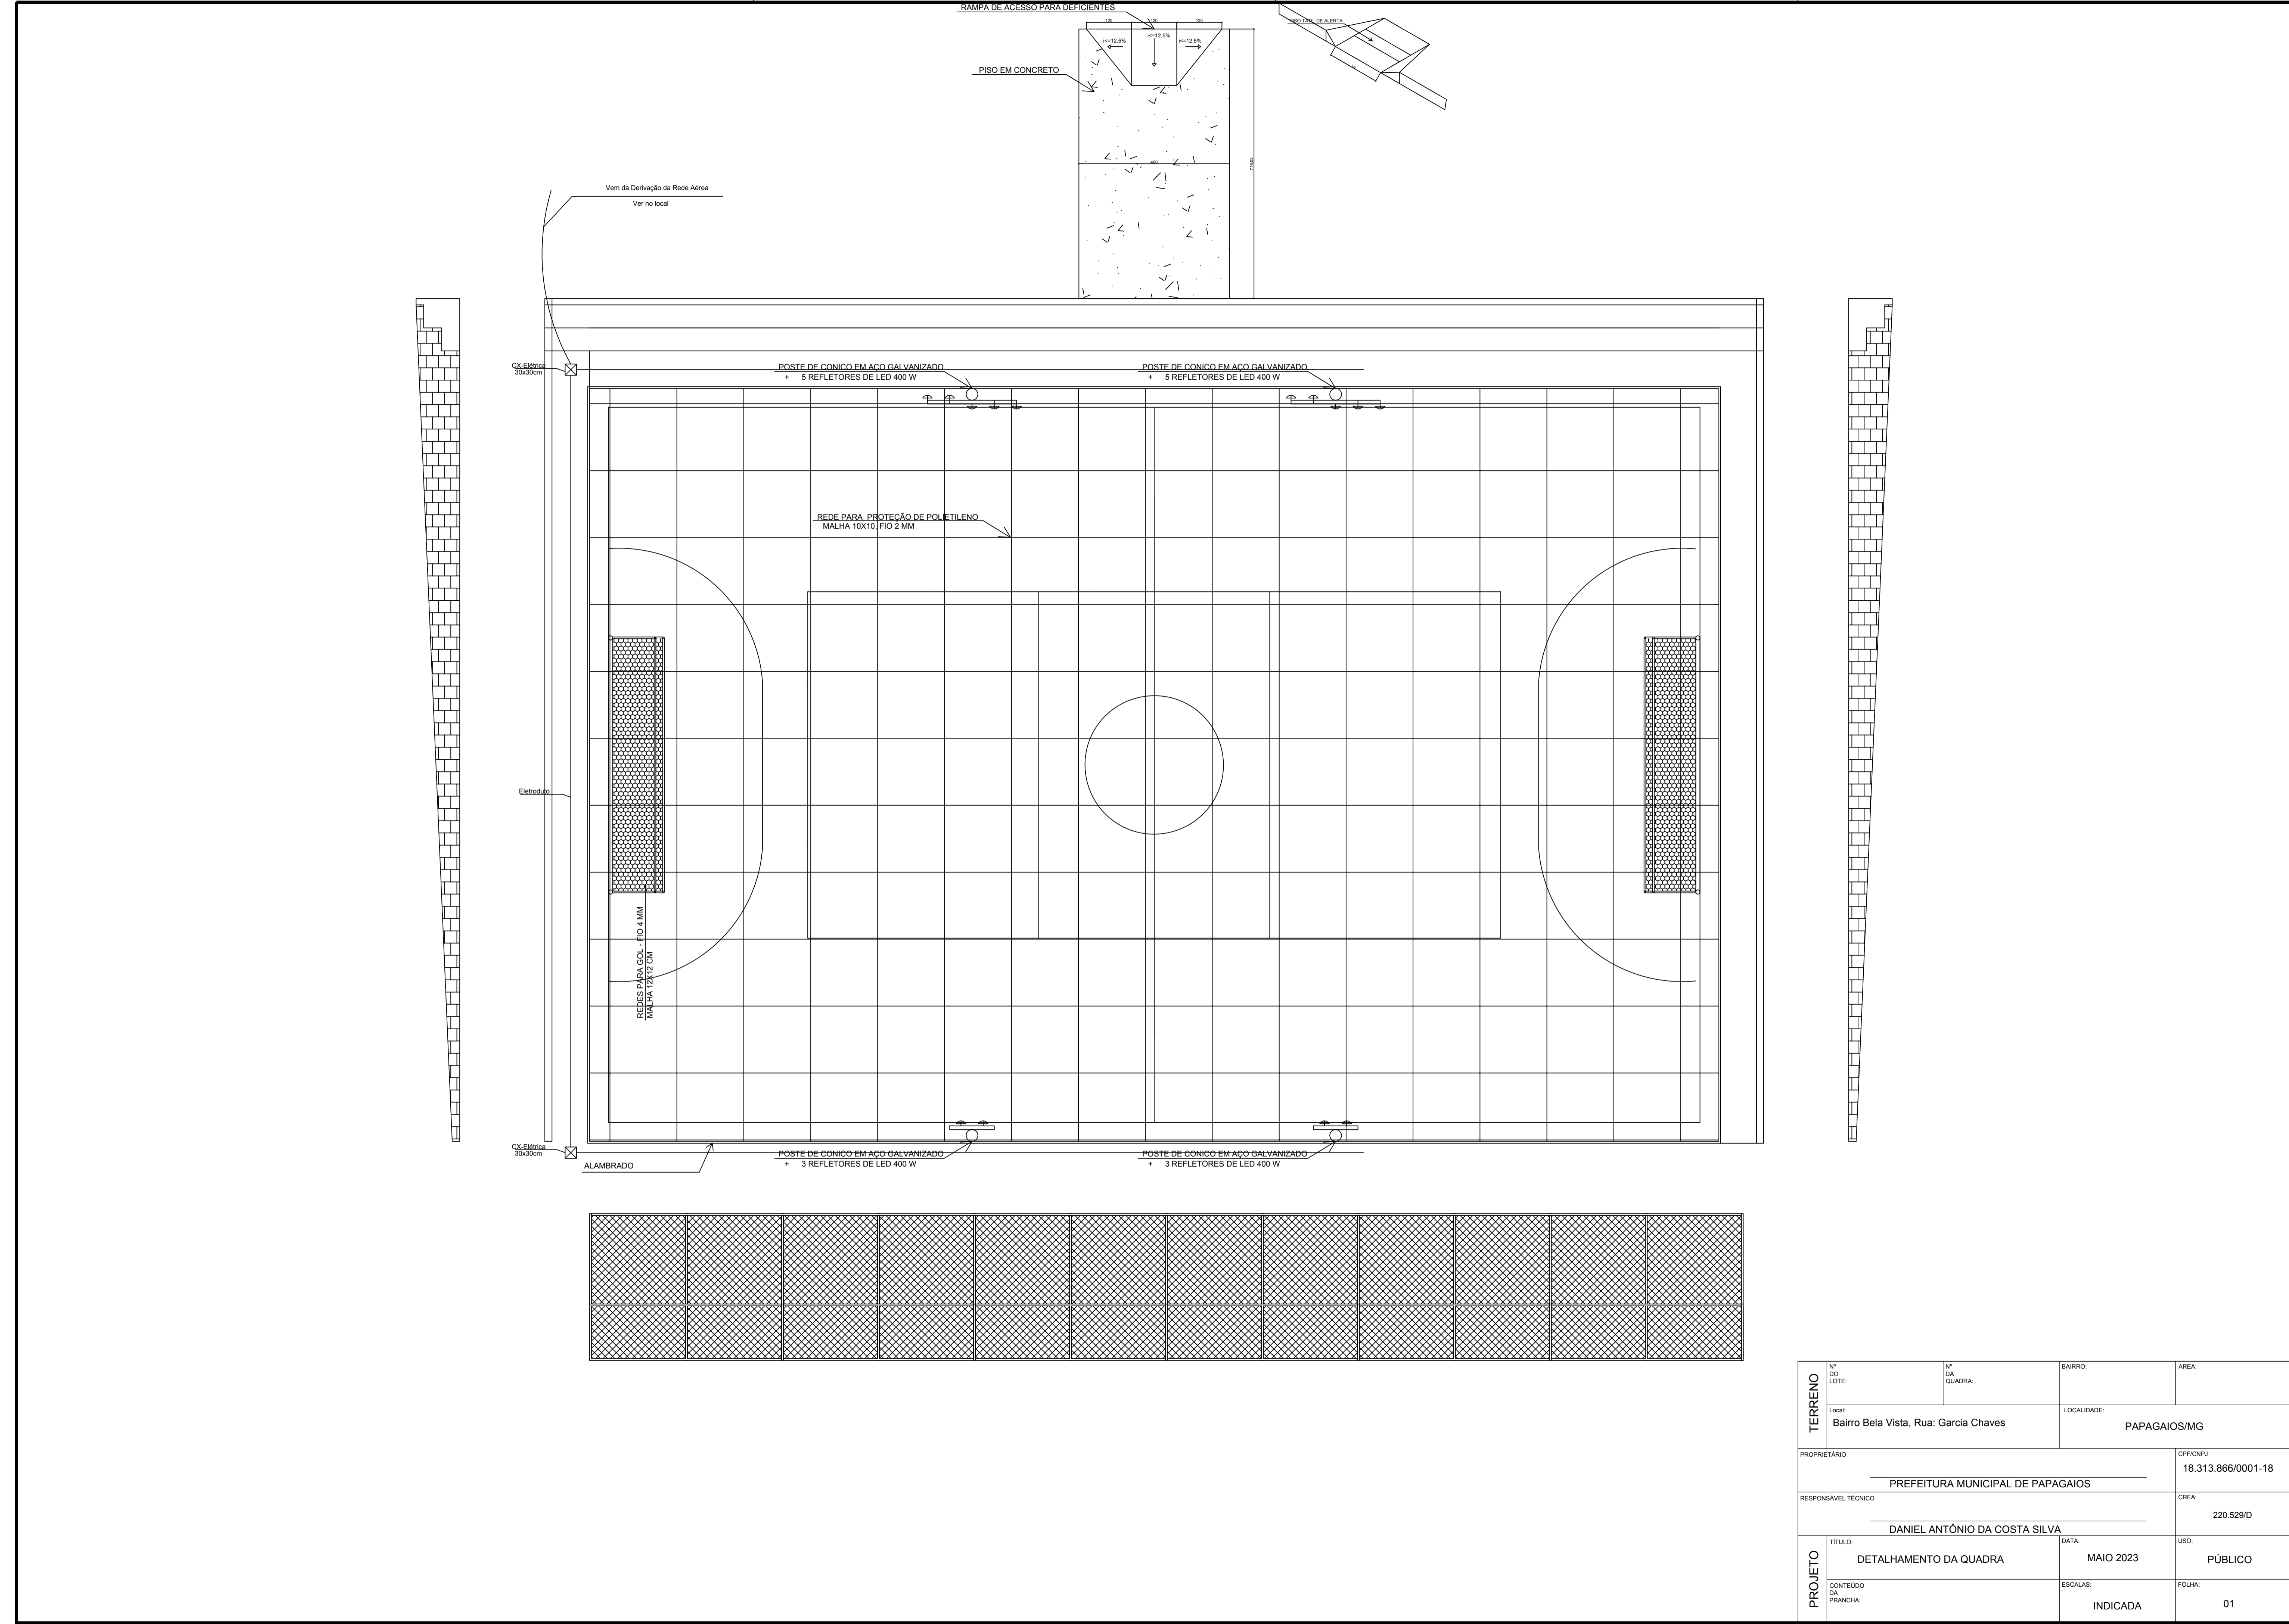 RAMPA DE ACESSO PARA DEFICIENTES
120
120
120
PISO TATIL DE ALERTA
i<=12,5%
i<=12,5%
i<=12,5%
PISO EM CONCRETO
400
716,02
Vem da Derivação da Rede Aérea
Ver no local
CX-Elétrica
30x30cm
POSTE DE CONICO EM AÇO GALVANIZADO
+ 5 REFLETORES DE LED 400 W
POSTE DE CONICO EM AÇO GALVANIZADO
+ 5 REFLETORES DE LED 400 W
REDE PARA PROTEÇÃO DE POLIETILENO
MALHA 10X10, FIO 2 MM
Eletroduto
REDES PARA GOL - FIO 4 MM
MALHA 12X12 CM
CX-Elétrica
30x30cm
ALAMBRADO
POSTE DE CONICO EM AÇO GALVANIZADO
+ 3 REFLETORES DE LED 400 W
POSTE DE CONICO EM AÇO GALVANIZADO
+ 3 REFLETORES DE LED 400 W
TERRENO
Nº
DO
LOTE:
Nº
DA
QUADRA:
BAIRRO:
AREA:
Local:
Bairro Bela Vista, Rua: Garcia Chaves
LOCALIDADE:
PAPAGAIOS/MG
PROPRIETÁRIO
PREFEITURA MUNICIPAL DE PAPAGAIOS
CPF/CNPJ
18.313.866/0001-18
RESPONSÁVEL TÉCNICO
DANIEL ANTÔNIO DA COSTA SILVA
CREA:
220.529/D
PROJETO
TÍTULO:
DETALHAMENTO DA QUADRA
DATA:
MAIO 2023
USO:
PÚBLICO
CONTEÚDO
DA
PRANCHA:
ESCALAS:
INDICADA
FOLHA:
01